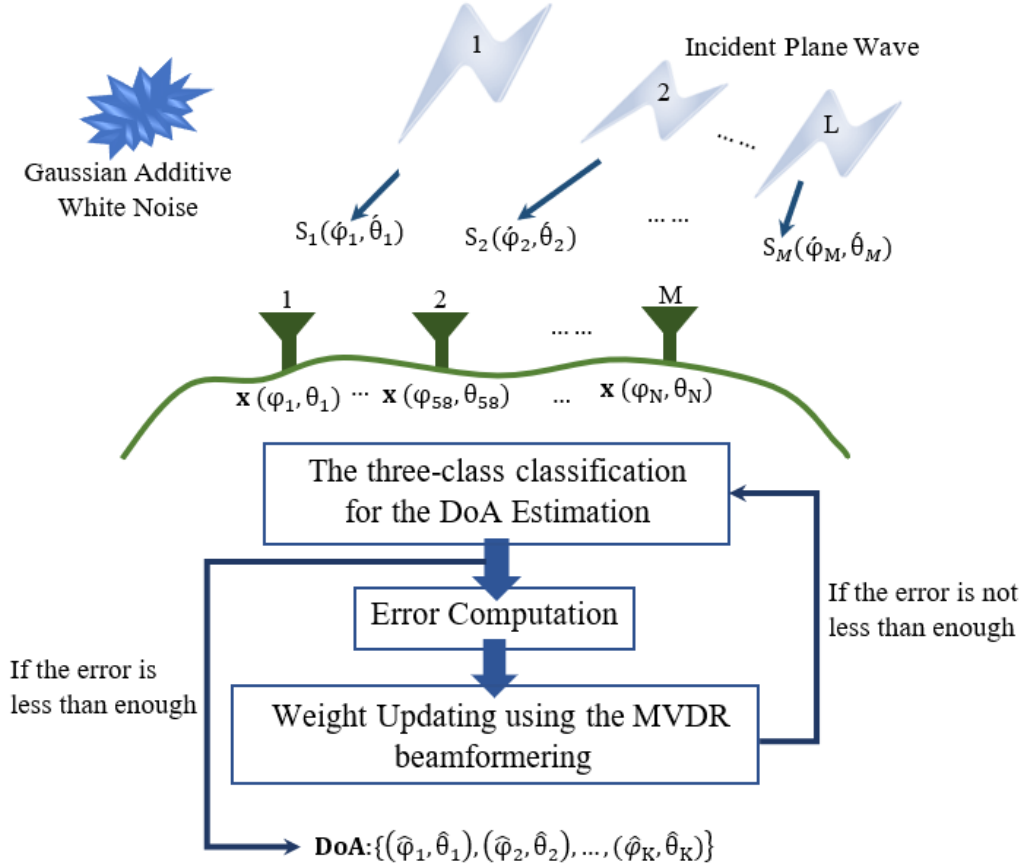 1
Incident Plane Wave
2
L
... ...
Gaussian Additive
White Noise
S₁(φ́₁,θ́₁)
S₂(φ́₂,θ́₂)
... ...
S_M(φ́_M,θ́_M)
1
2
... ...
M
x (φ₁,θ₁) ... x (φ₅₈,θ₅₈) ... x (φ_N,θ_N)
The three-class classification
for the DoA Estimation
Error Computation
If the error is not
less than enough
If the error is
less than enough
Weight Updating using the MVDR
beamformering
DoA:{(φ̂₁,θ̂₁),(φ̂₂,θ̂₂),...,(φ̂_K,θ̂_K)}